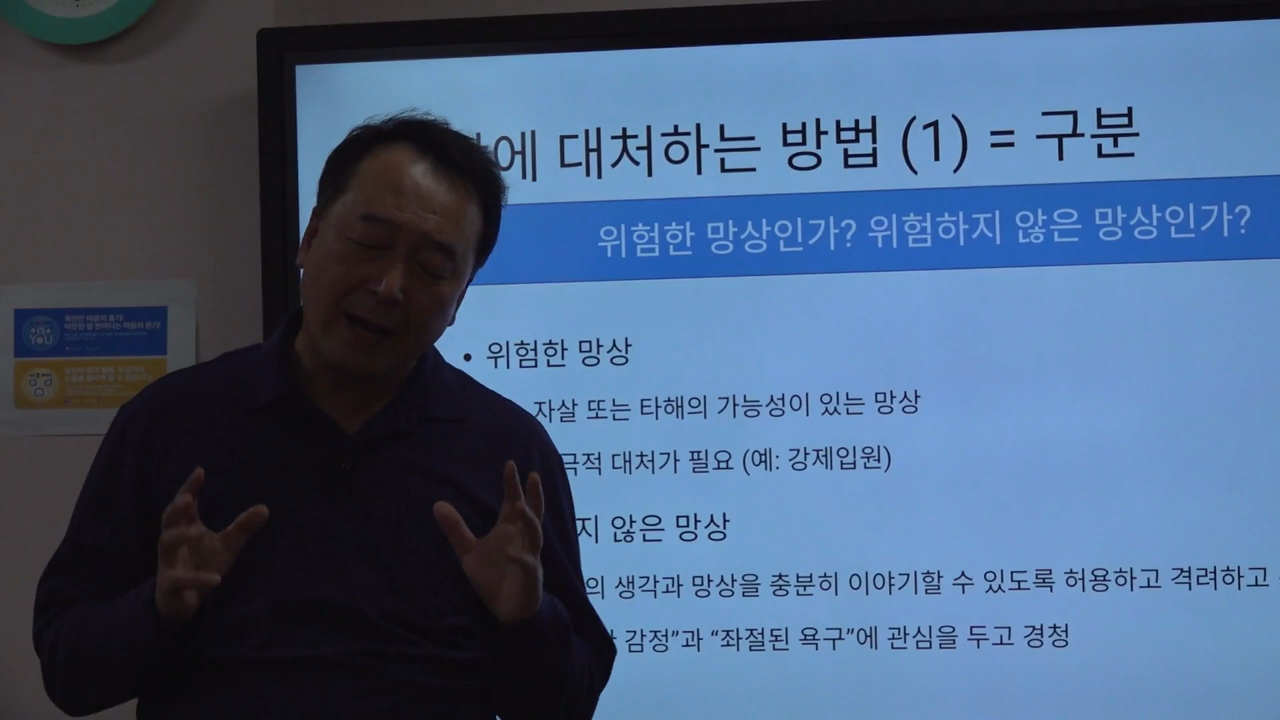 에 대처하는 방법 (1) = 구분
위험한 망상인가? 위험하지 않은 망상인가?
• 위험한 망상
자살 또는 타해의 가능성이 있는 망상
극적 대처가 필요 (예: 강제입원)
지 않은 망상
의 생각과 망상을 충분히 이야기할 수 있도록 허용하고 격려하고
감정”과 “좌절된 욕구”에 관심을 두고 경청
YOU